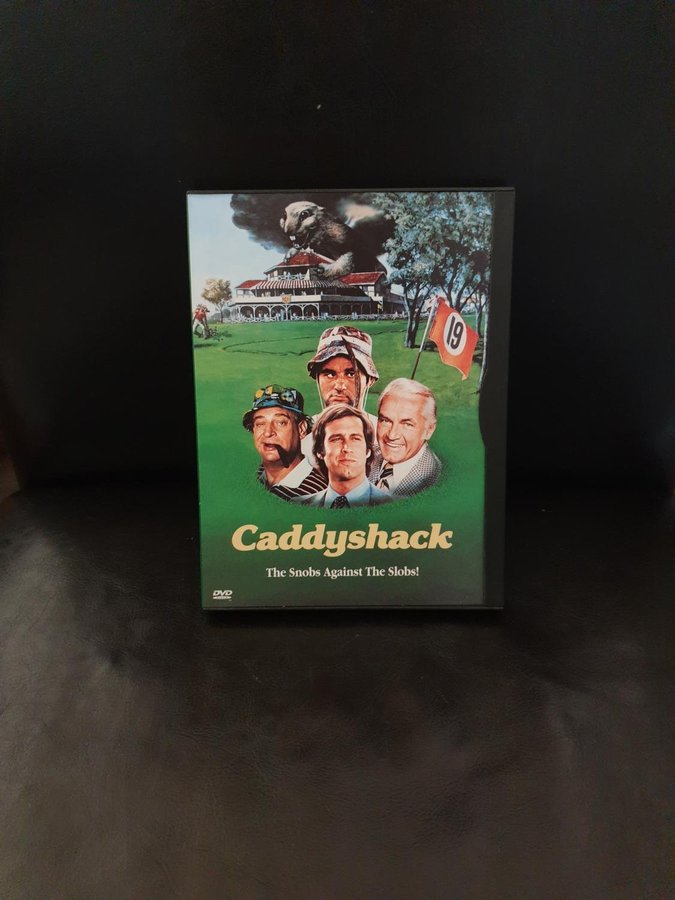 19
Caddyshack
The Snobs Against The Slobs!
DVD